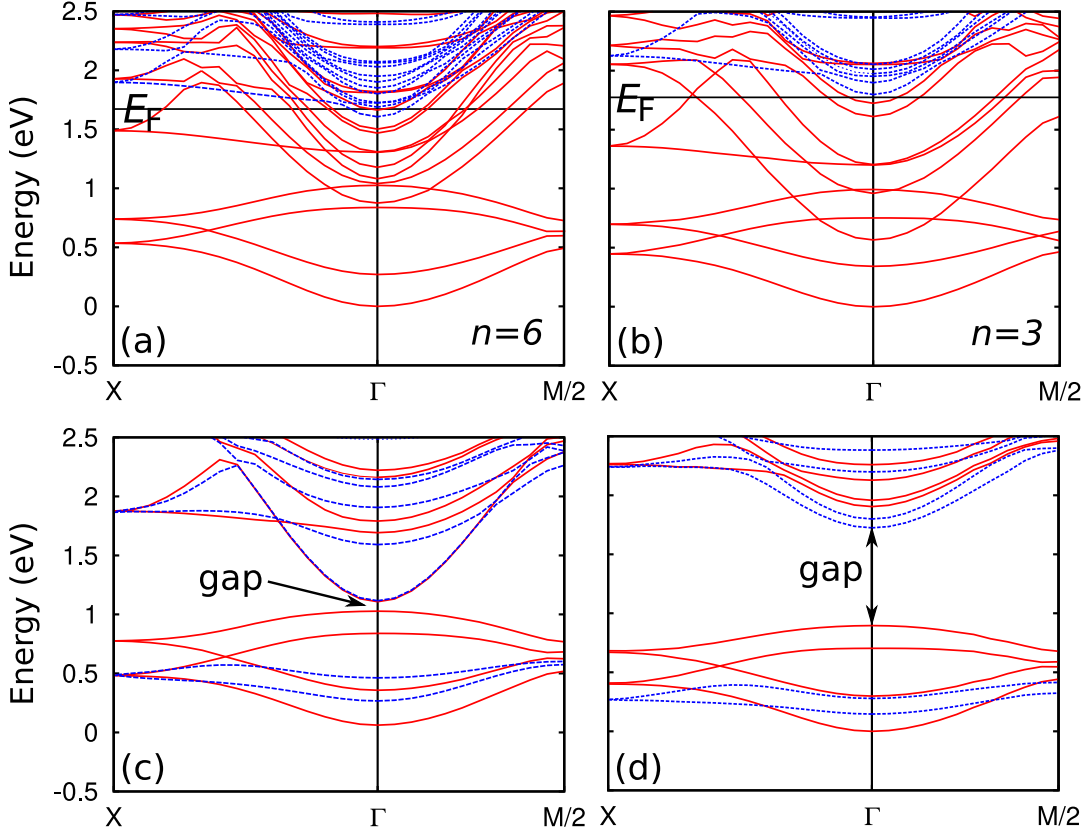 2.5
2
1.5
1
0.5
0
-0.5
Energy (eV)
E_F
(a)
n=6
X
Γ
M/2
E_F
(b)
n=3
X
Γ
M/2
2.5
2
1.5
1
0.5
0
-0.5
Energy (eV)
gap
(c)
X
Γ
M/2
gap
(d)
X
Γ
M/2